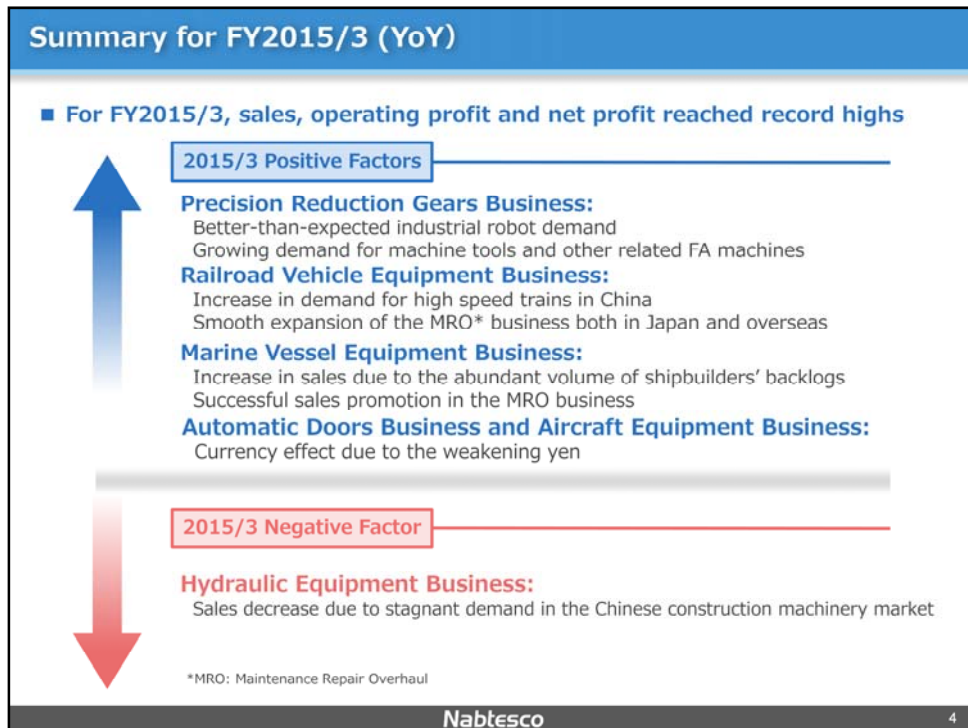 Summary for FY2015/3 (YoY)
■ For FY2015/3, sales, operating profit and net profit reached record highs
2015/3 Positive Factors
Precision Reduction Gears Business:
Better-than-expected industrial robot demand
Growing demand for machine tools and other related FA machines
Railroad Vehicle Equipment Business:
Increase in demand for high speed trains in China
Smooth expansion of the MRO* business both in Japan and overseas
Marine Vessel Equipment Business:
Increase in sales due to the abundant volume of shipbuilders’ backlogs
Successful sales promotion in the MRO business
Automatic Doors Business and Aircraft Equipment Business:
Currency effect due to the weakening yen
2015/3 Negative Factor
Hydraulic Equipment Business:
Sales decrease due to stagnant demand in the Chinese construction machinery market
*MRO: Maintenance Repair Overhaul
Nabtesco
4